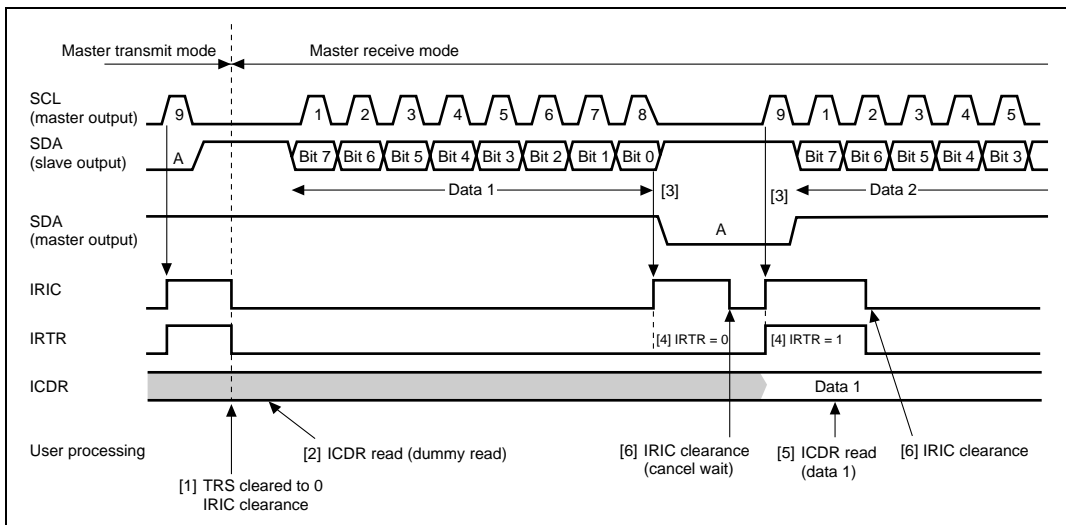 Master transmit mode Master receive mode
SCL
(master output)
9 1 2 3 4 5 6 7 8 9 1 2 3 4 5
SDA
(slave output)
A Bit 7 Bit 6 Bit 5 Bit 4 Bit 3 Bit 2 Bit 1 Bit 0 Bit 7 Bit 6 Bit 5 Bit 4 Bit 3
Data 1 [3] [3] Data 2
SDA
(master output)
A
IRIC
IRTR
[4] IRTR = 0 [4] IRTR = 1
ICDR
Data 1
User processing
[2] ICDR read (dummy read)
[6] IRIC clearance
(cancel wait)
[5] ICDR read
(data 1)
[6] IRIC clearance
[1] TRS cleared to 0
IRIC clearance